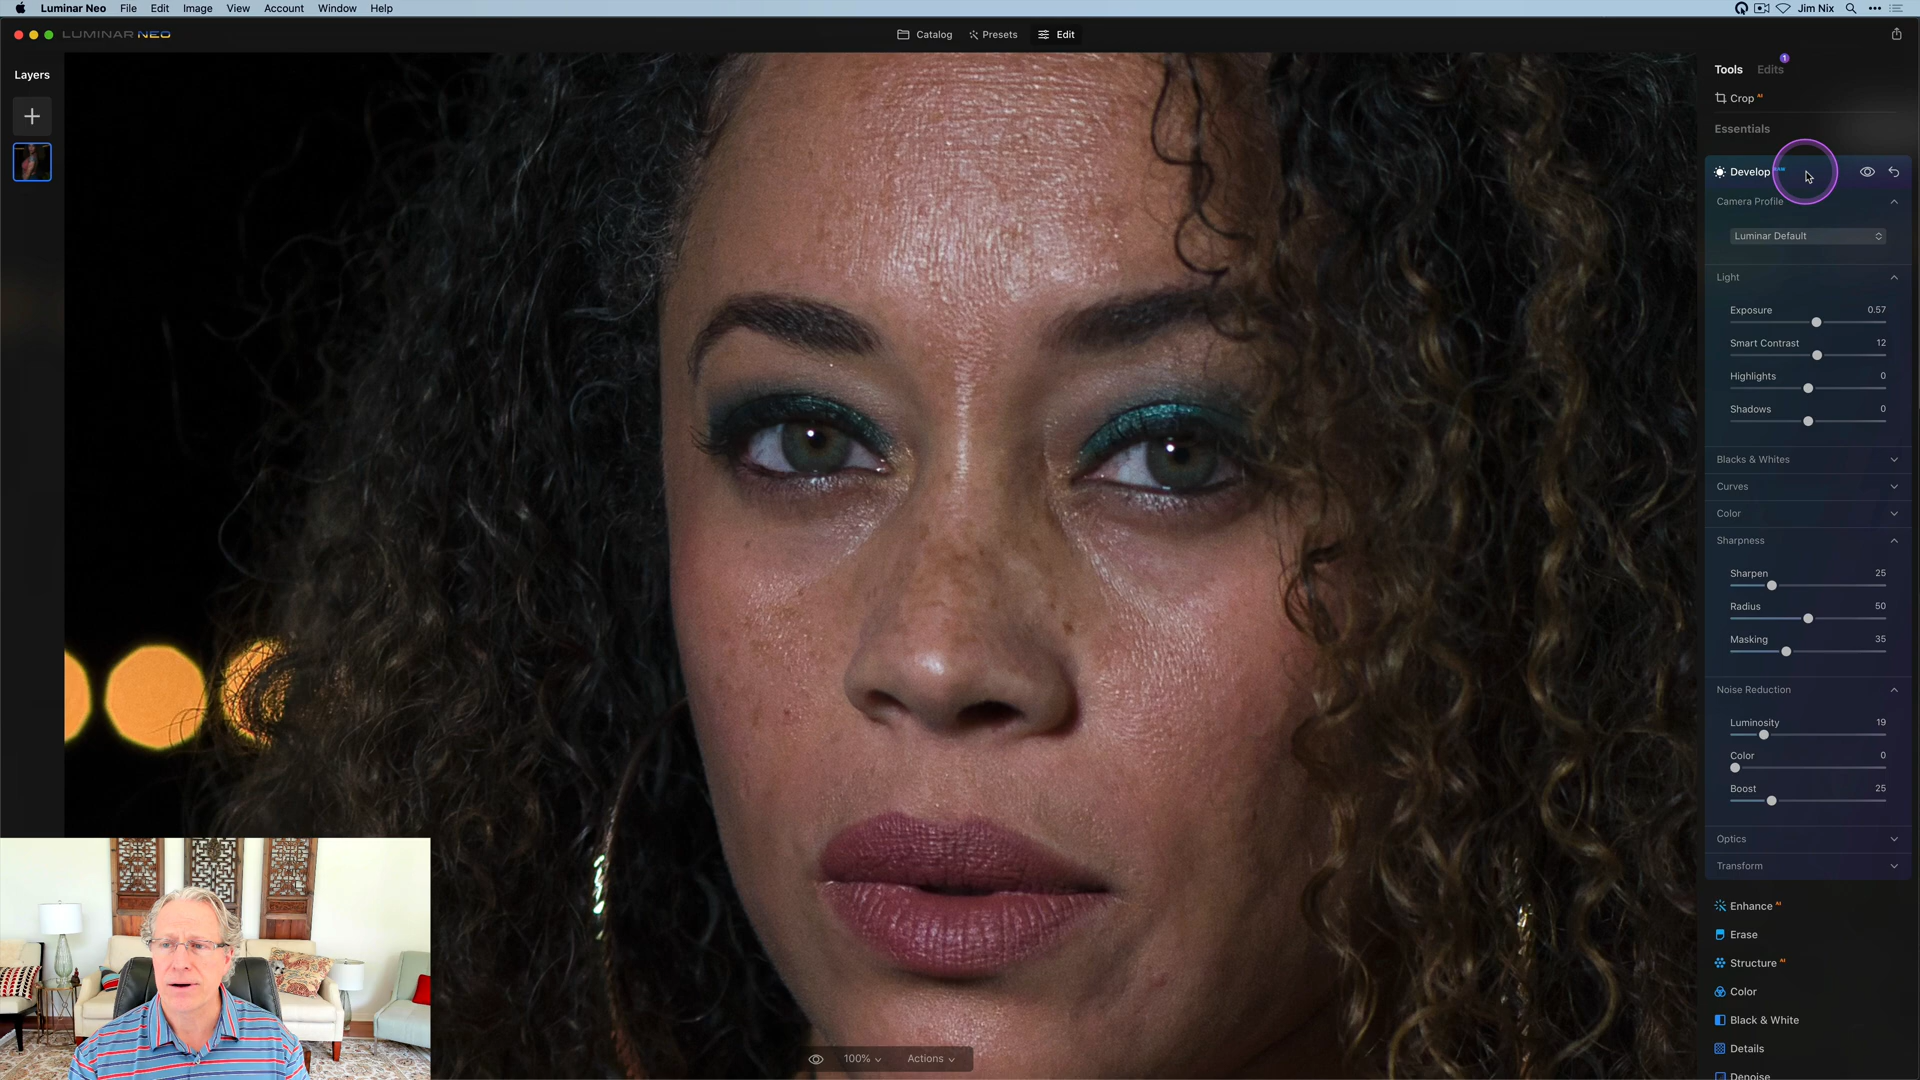 Luminar Neo File Edit Image View Account Window Help Jim Nix
LUMINAR NEO Catalog Presets Edit
Layers
Tools Edits 1
Crop AI
Essentials
Develop
Camera Profile
Luminar Default
Light
Exposure 0.57
Smart Contrast 12
Highlights 0
Shadows 0
Blacks & Whites
Curves
Color
Sharpness
Sharpen 25
Radius 50
Masking 35
Noise Reduction
Luminosity 19
Color 0
Boost 25
Optics
Transform
Enhance AI
Erase
Structure AI
Color
Black & White
Details
Denoise
100% Actions